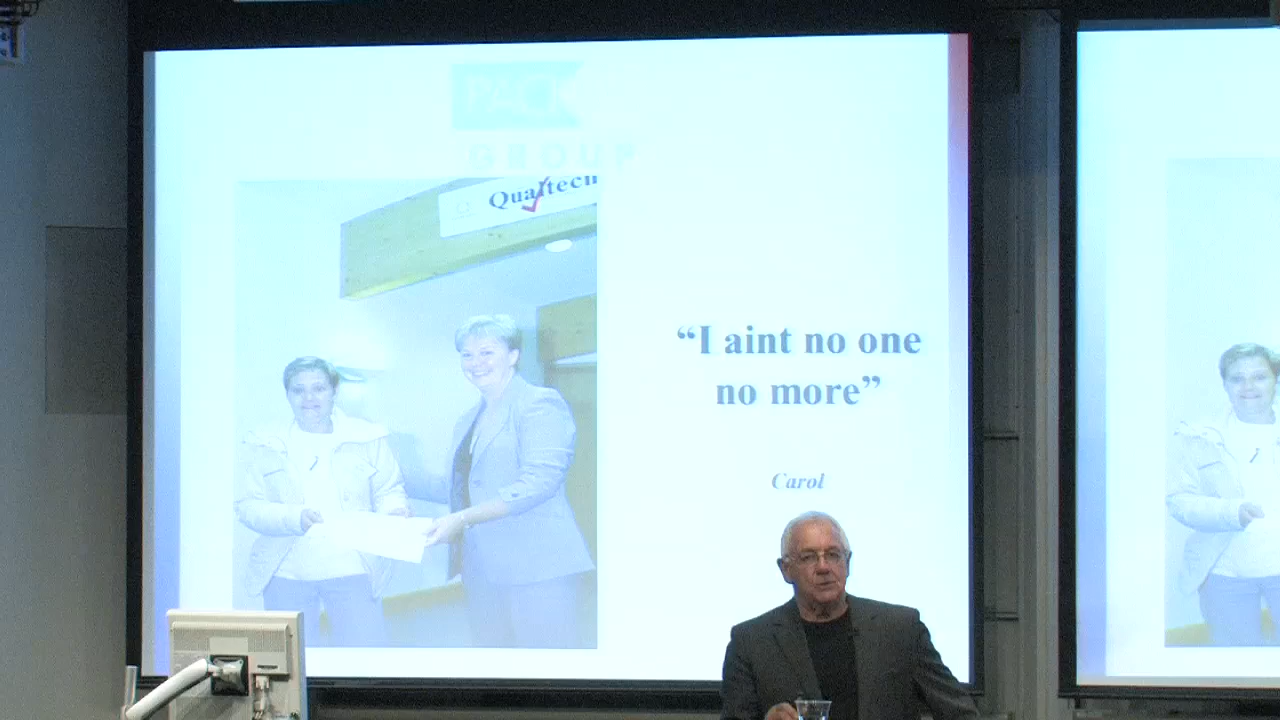 PACK
GROUP
Qualtech
“I aint no one
no more”
Carol